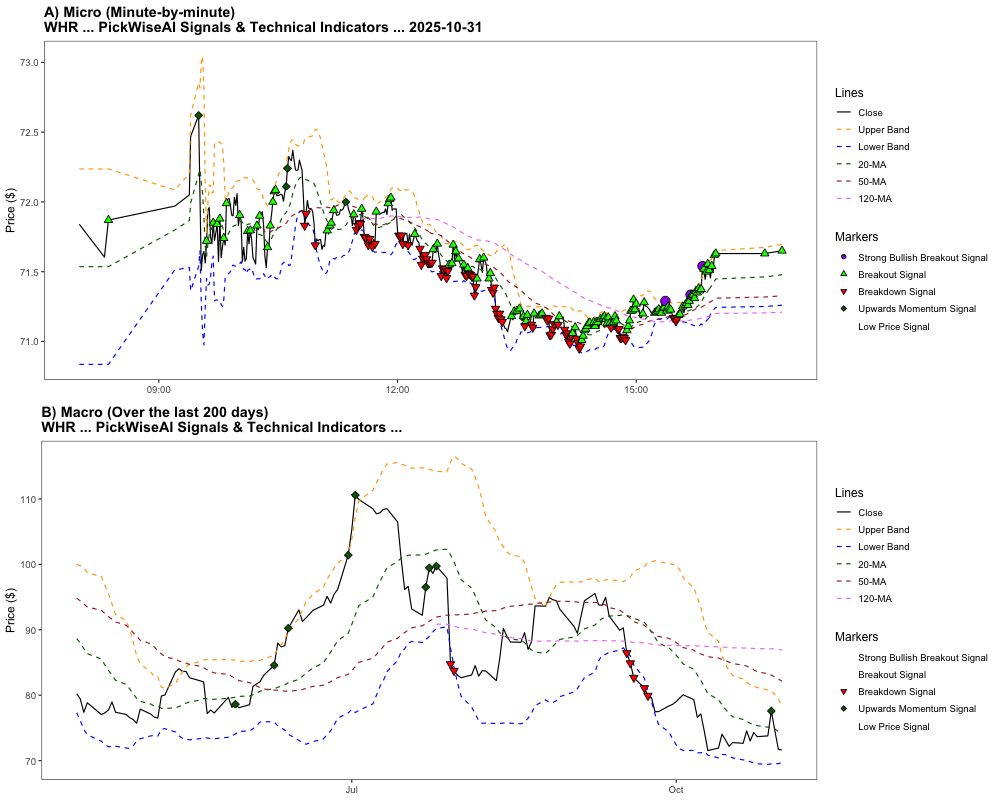 A) Micro (Minute-by-minute)
WHR ... PickWiseAI Signals & Technical Indicators ... 2025-10-31
Price ($)
73.0
72.5
72.0
71.5
71.0
09:00
12:00
15:00
Lines
Close
Upper Band
Lower Band
20-MA
50-MA
120-MA
Markers
Strong Bullish Breakout Signal
Breakout Signal
Breakdown Signal
Upwards Momentum Signal
Low Price Signal
B) Macro (Over the last 200 days)
WHR ... PickWiseAI Signals & Technical Indicators ...
Price ($)
110
100
90
80
70
Jul
Oct
Lines
Close
Upper Band
Lower Band
20-MA
50-MA
120-MA
Markers
Strong Bullish Breakout Signal
Breakout Signal
Breakdown Signal
Upwards Momentum Signal
Low Price Signal